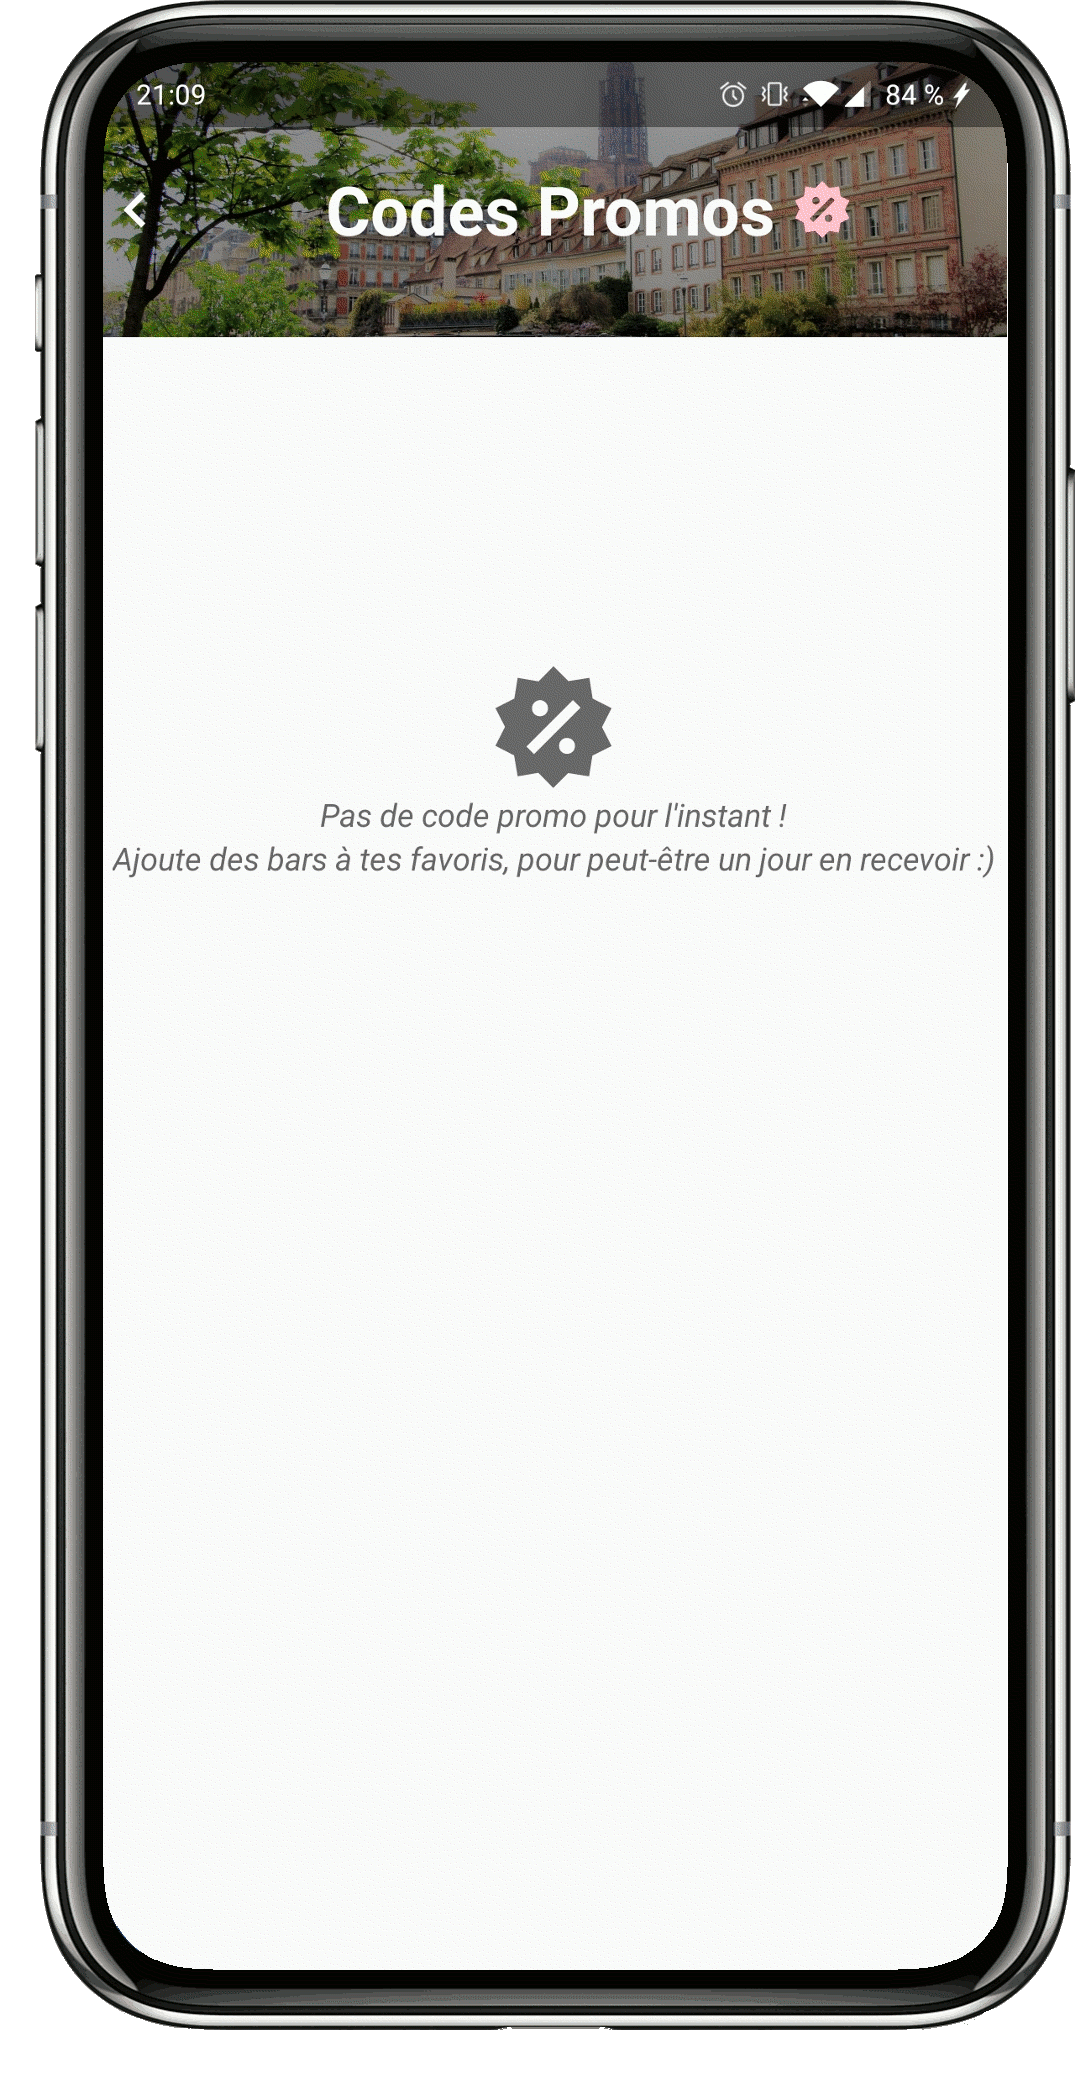 21:09 84 %
Codes Promos
Pas de code promo pour l'instant !
Ajoute des bars à tes favoris, pour peut-être un jour en recevoir :)